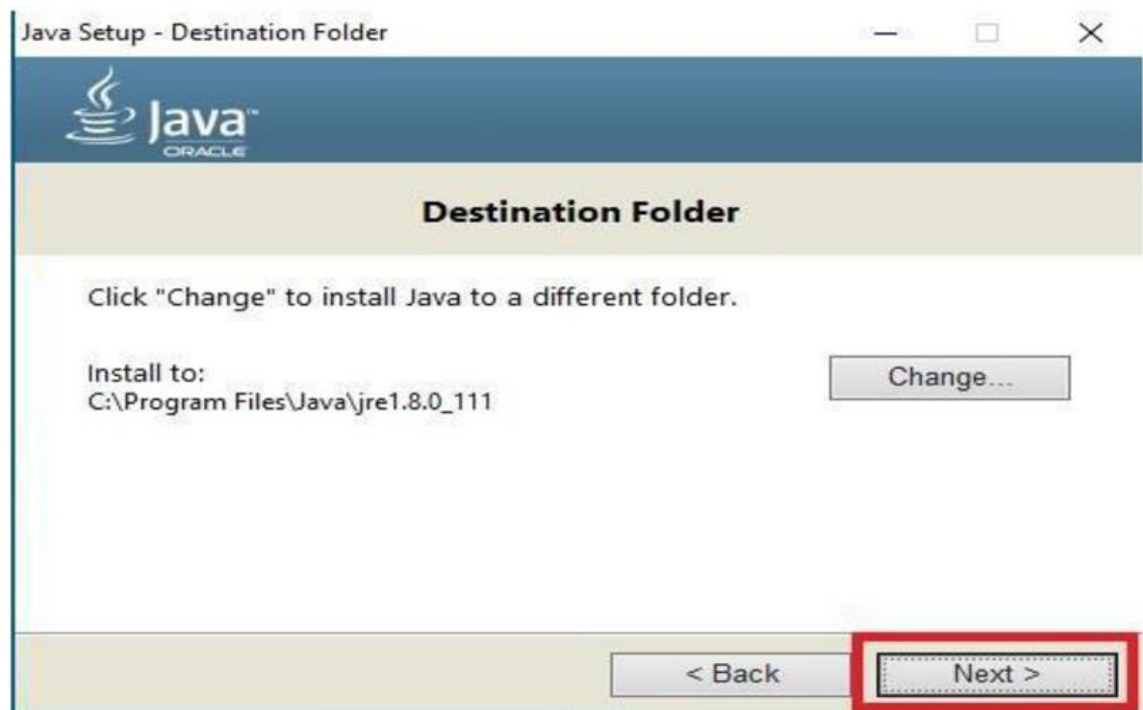 Java Setup - Destination Folder
Java™
ORACLE
Destination Folder
Click "Change" to install Java to a different folder.
Install to:
Change...
C:\Program Files\Java\jre1.8.0_111
< Back
Next >